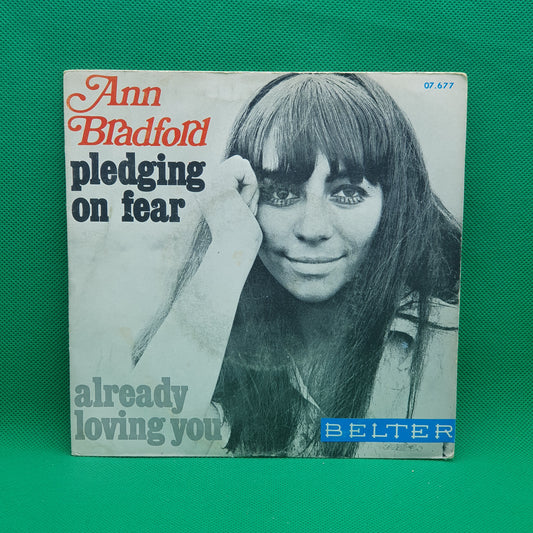 07.677
Ann
Bradford
pledging
on fear
already
loving you
BELTER